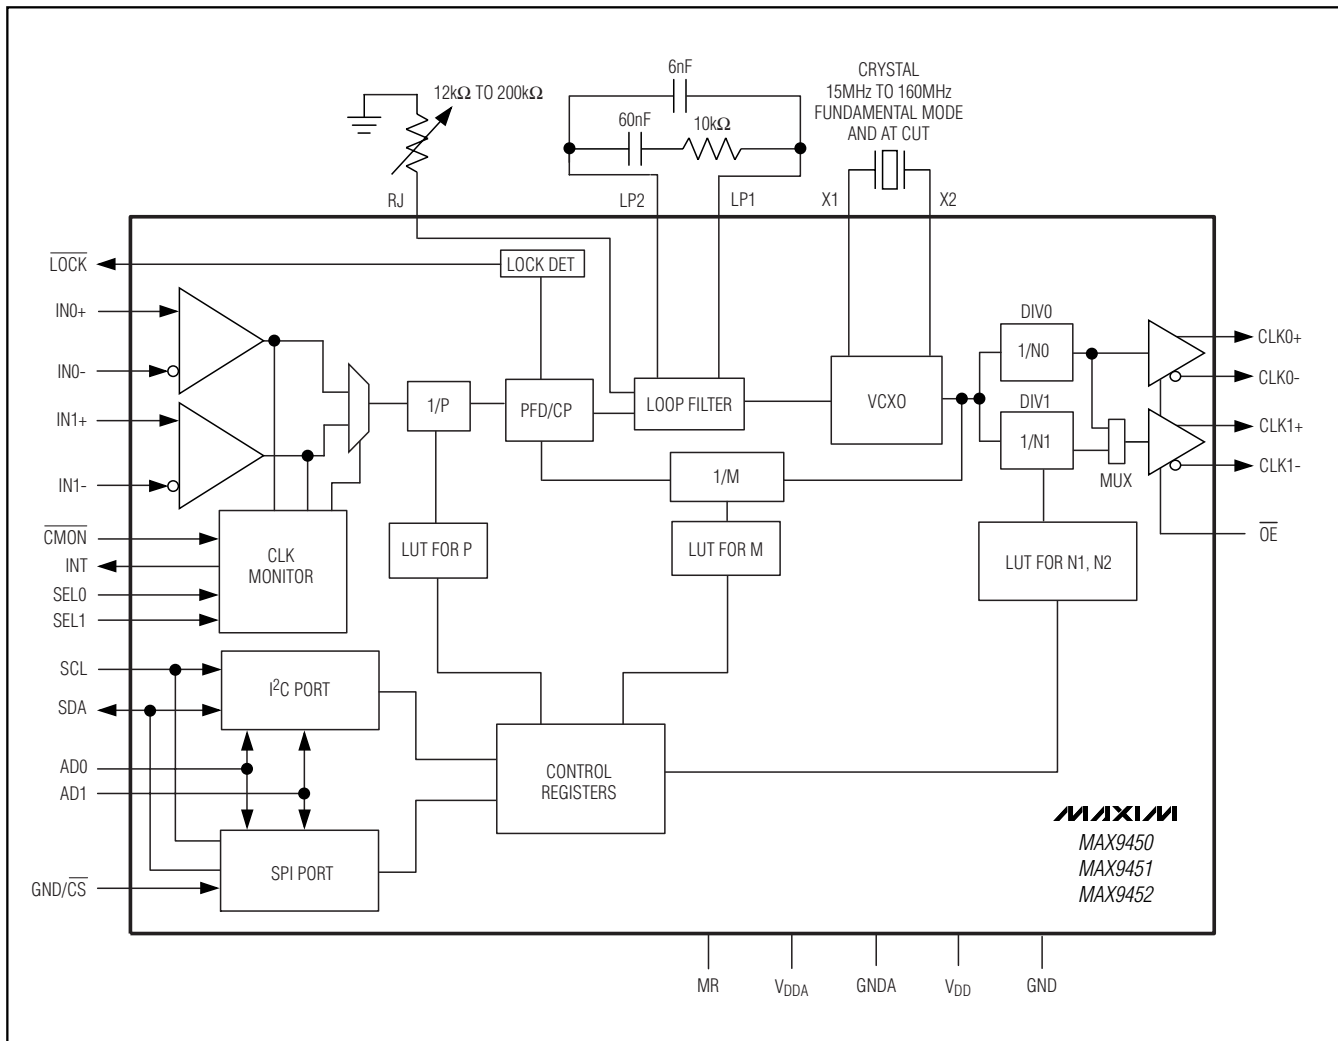 6nF
CRYSTAL
15MHz TO 160MHz
FUNDAMENTAL MODE
AND AT CUT
12kΩ TO 200kΩ
60nF
10kΩ
RJ
LP2
LP1
X1
X2
LOCK
LOCK DET
IN0+
IN0-
IN1+
IN1-
1/P
PFD/CP
LOOP FILTER
VCXO
DIV0
1/N0
DIV1
1/N1
MUX
CLK0+
CLK0-
CLK1+
CLK1-
OE
1/M
CMON
INT
SEL0
SEL1
CLK
MONITOR
LUT FOR P
LUT FOR M
LUT FOR N1, N2
SCL
SDA
AD0
AD1
GND/CS
I²C PORT
SPI PORT
CONTROL
REGISTERS
MAXIM
MAX9450
MAX9451
MAX9452
MR
VDDA
GNDA
VDD
GND